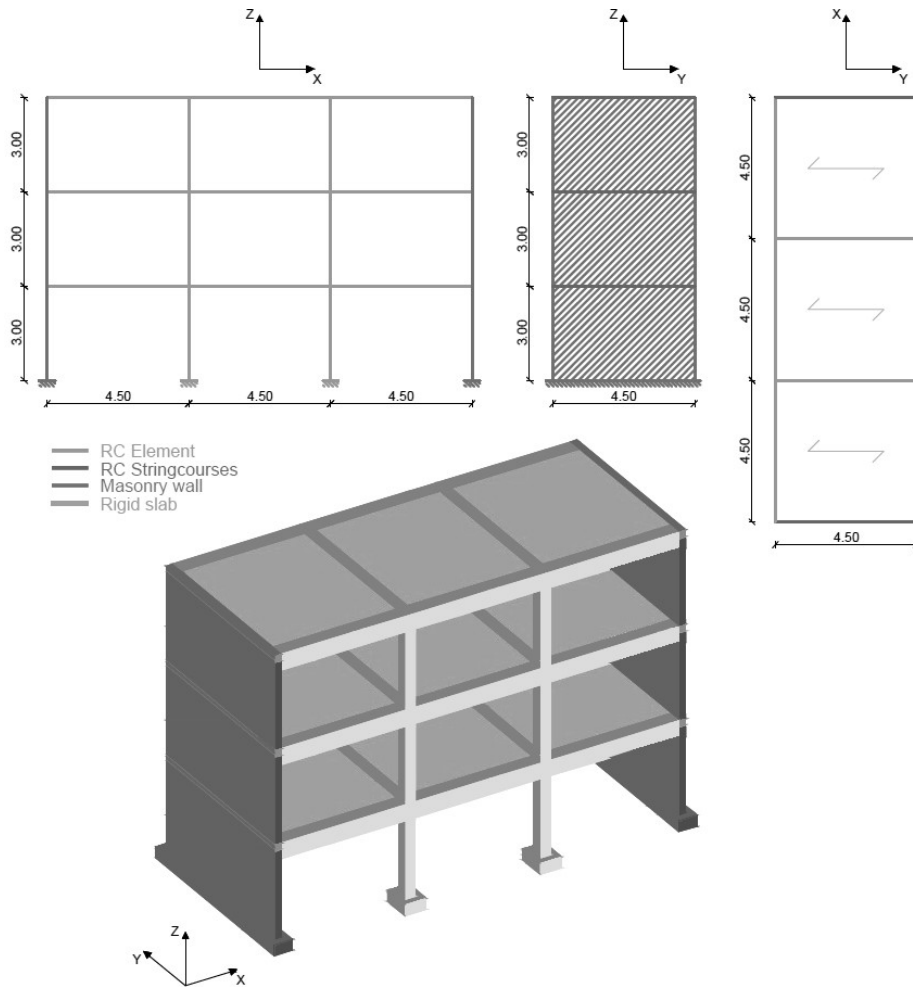 Z
X
3.00
3.00
3.00
4.50
4.50
4.50
Z
Y
3.00
3.00
3.00
4.50
X
Y
4.50
4.50
4.50
4.50
RC Element
RC Stringcourses
Masonry wall
Rigid slab
Z
Y
X